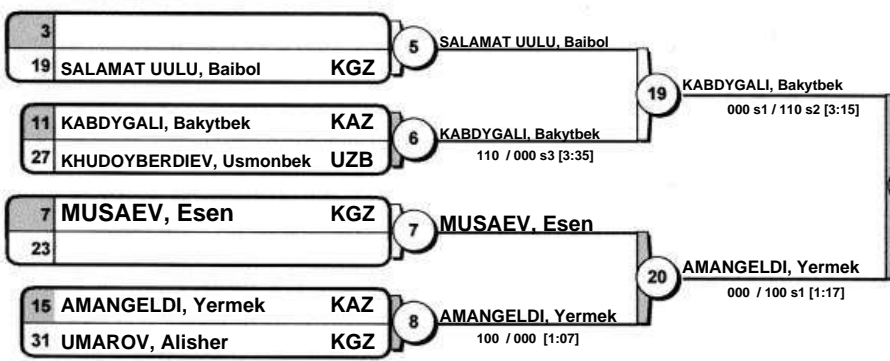 3
5 SALAMAT UULU, Baibol
19 SALAMAT UULU, Baibol KGZ
19 KABDYGALI, Bakytbek
000 s1 / 110 s2 [3:15]
11 KABDYGALI, Bakytbek KAZ
6 KABDYGALI, Bakytbek
110 / 000 s3 [3:35]
27 KHUDOYBERDIEV, Usmonbek UZB
7 MUSAEV, Esen KGZ
7 MUSAEV, Esen
23
20 AMANGELDI, Yermek
000 / 100 s1 [1:17]
15 AMANGELDI, Yermek KAZ
8 AMANGELDI, Yermek
100 / 000 [1:07]
31 UMAROV, Alisher KGZ